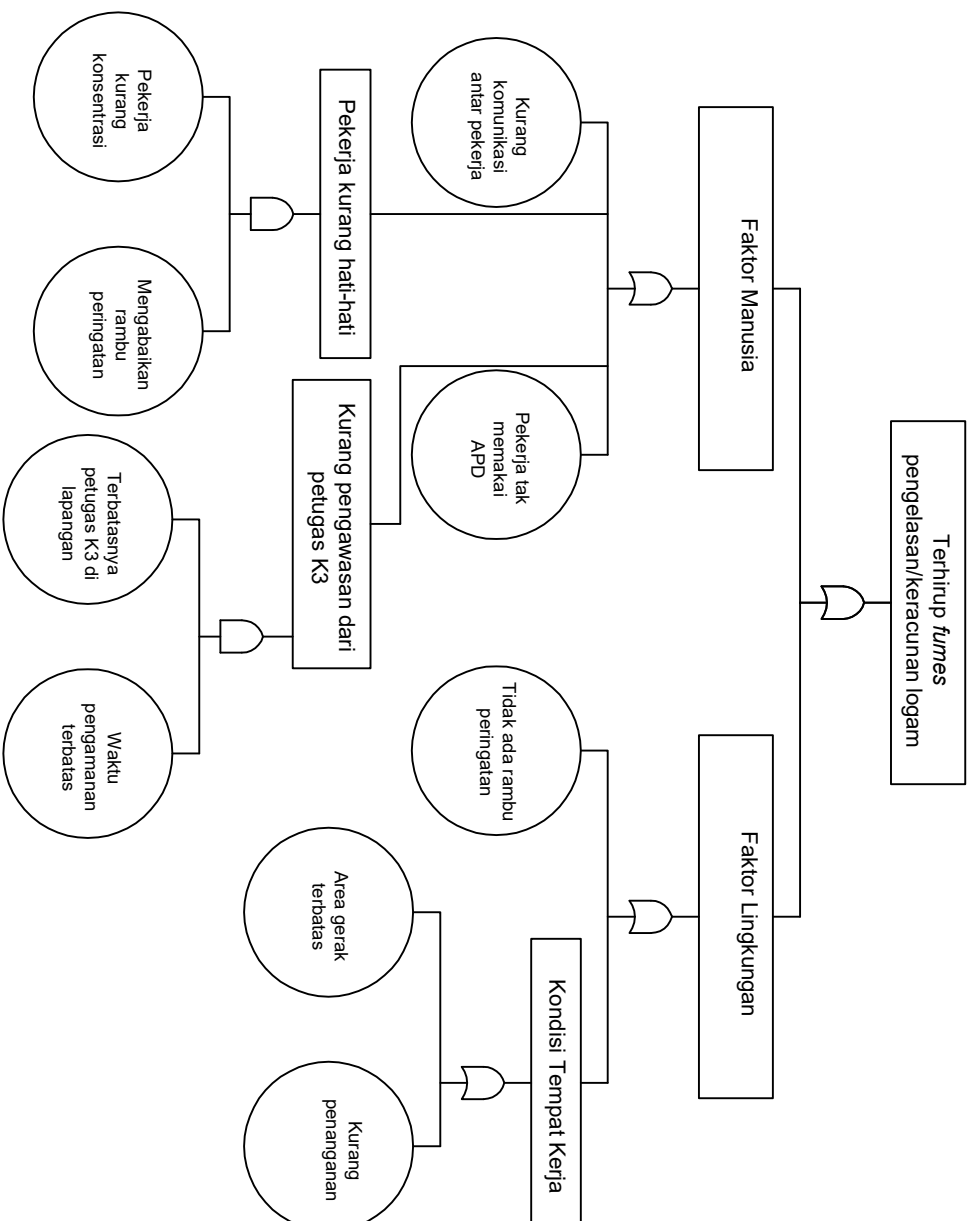 Terhirup fumes
pengelasan/keracunan logam
Faktor Manusia
Faktor Lingkungan
Kurang
komunikasi
antar pekerja
Pekerja tak
memakai
APD
Tidak ada rambu
peringatan
Kondisi Tempat Kerja
Pekerja kurang hati-hati
Kurang pengawasan dari
petugas K3
Area gerak
terbatas
Kurang
penanganan
Pekerja
kurang
konsentrasi
Mengabaikan
rambu
peringatan
Terbatasnya
petugas K3 di
lapangan
Waktu
pengamanan
terbatas